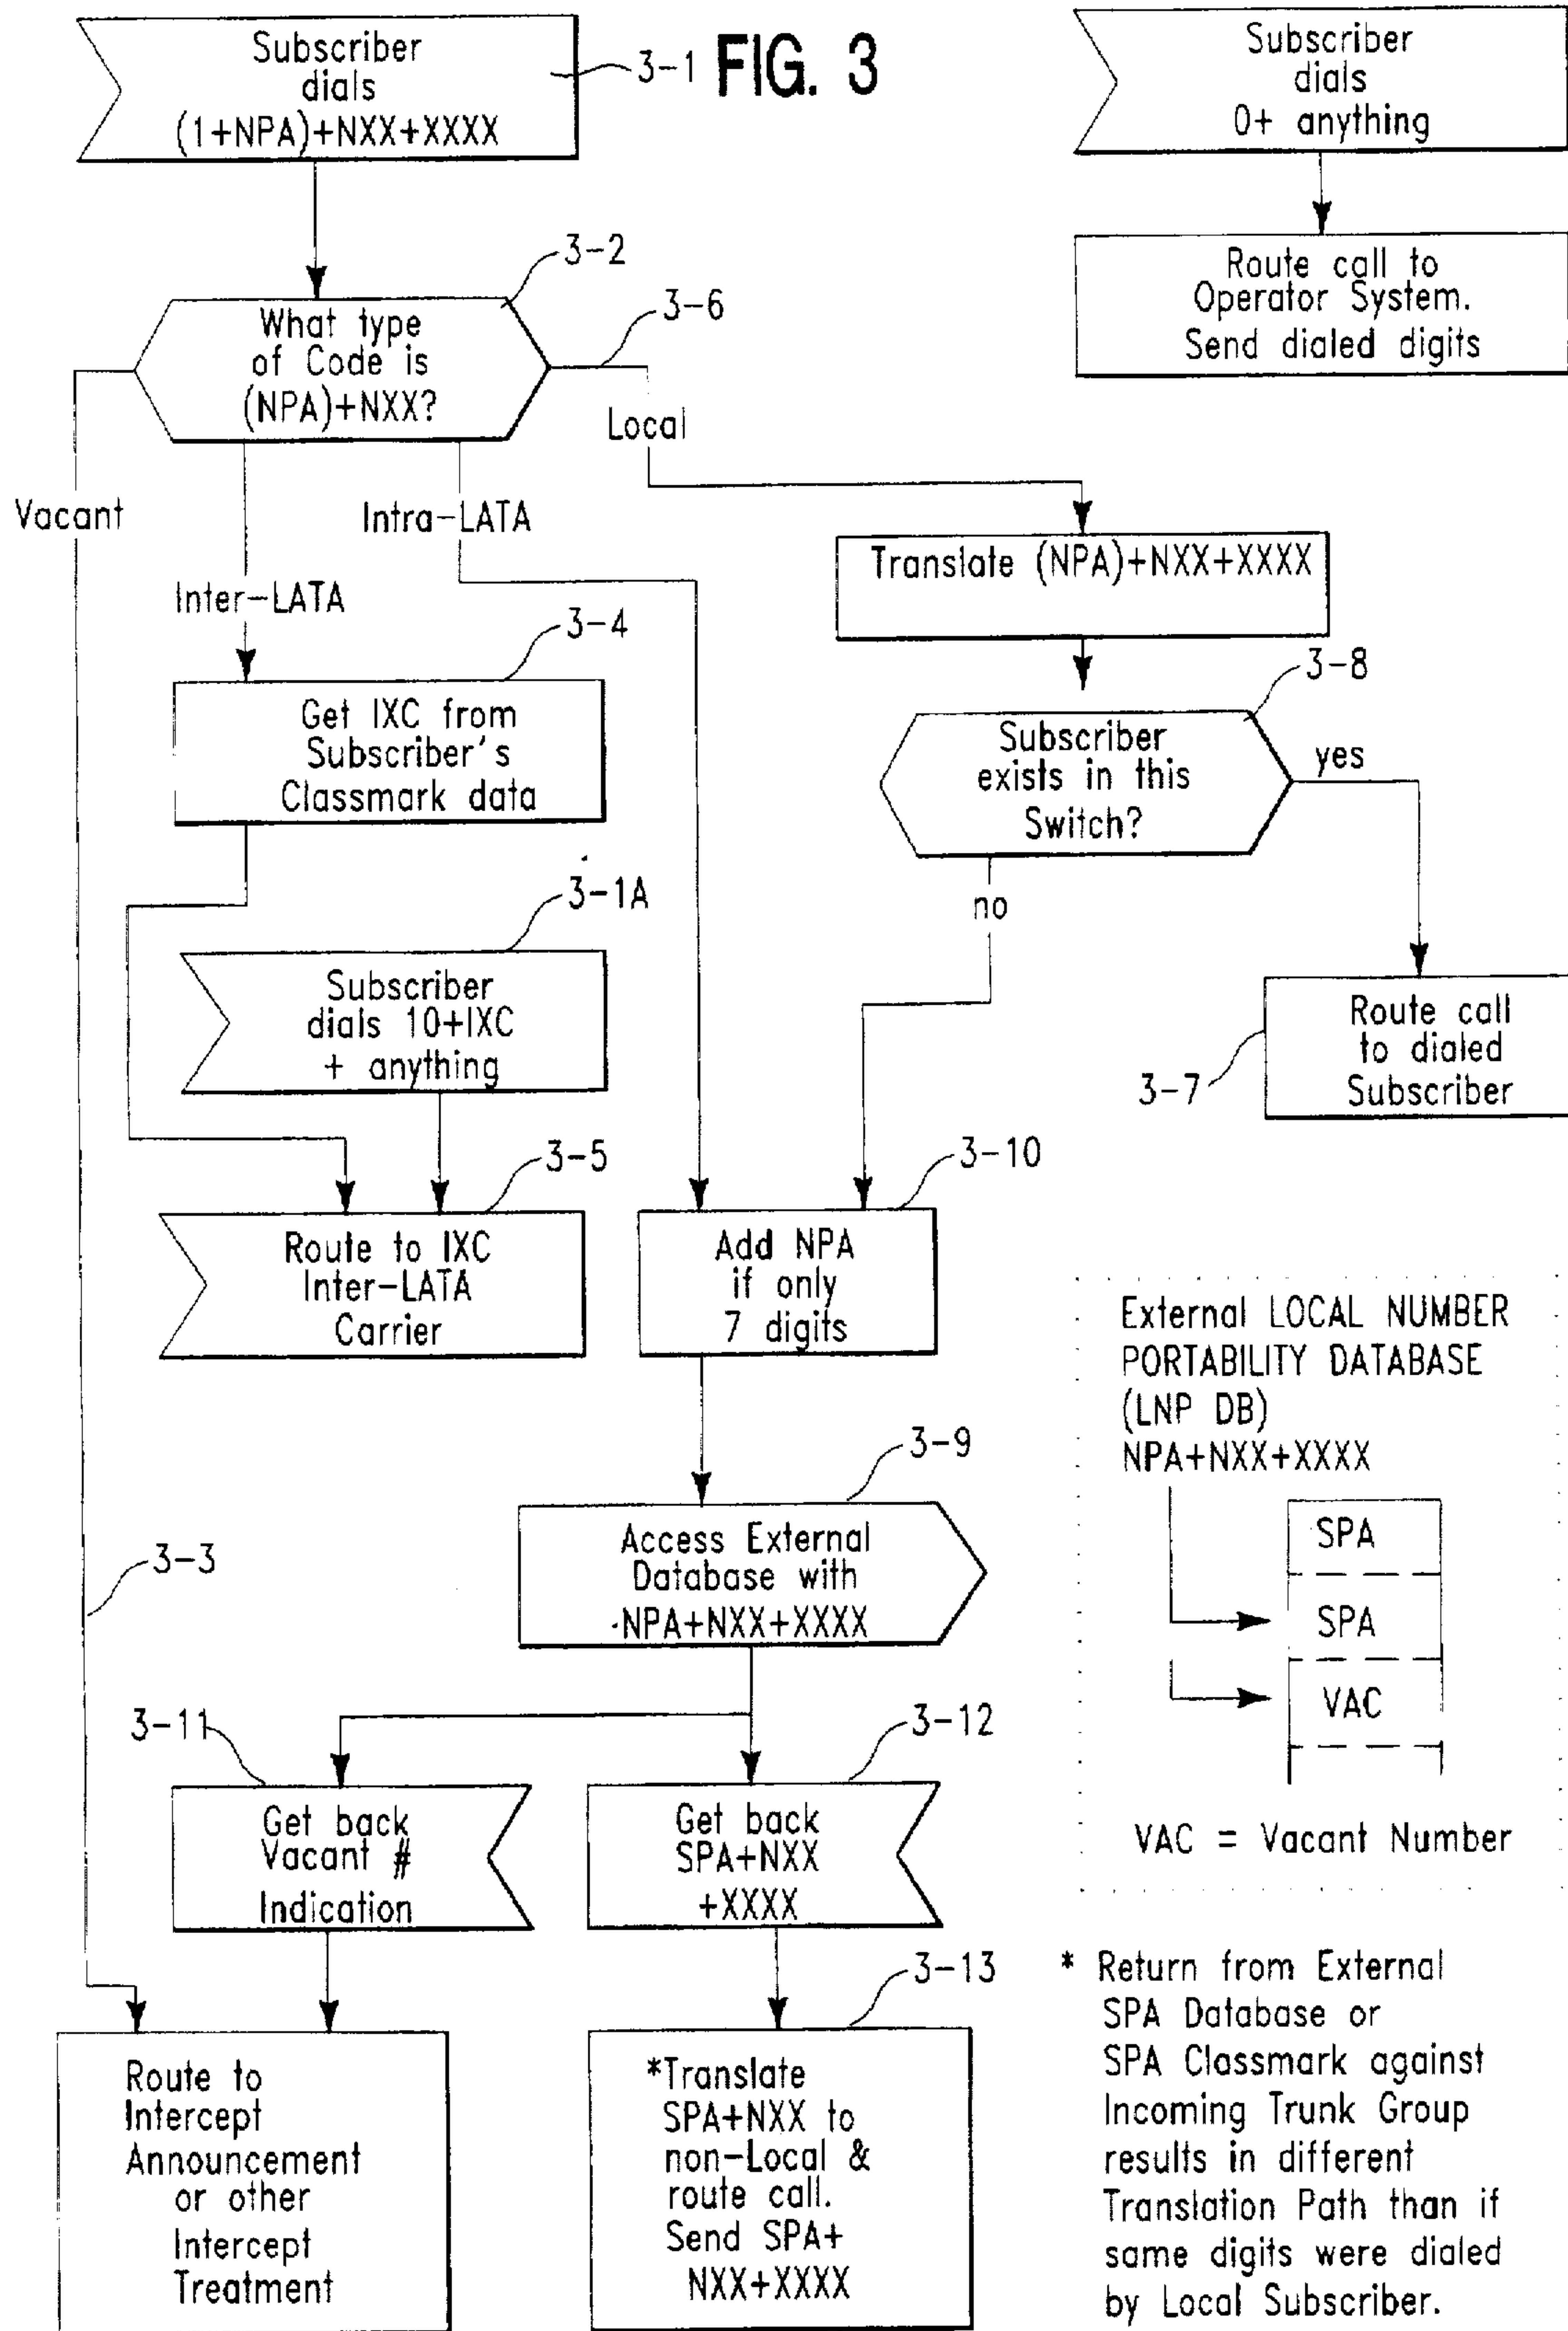 FIG. 3
Subscriber
dials
(1+NPA)+NXX+XXXX
3-1
Subscriber
dials
0+ anything
Route call to
Operator System.
Send dialed digits
3-2
What type
of Code is
(NPA)+NXX?
3-6
Local
Vacant
Intra-LATA
Inter-LATA
Translate (NPA)+NXX+XXXX
3-4
Get IXC from
Subscriber's
Classmark data
3-8
Subscriber
exists in this
Switch?
yes
no
3-1A
Subscriber
dials 10+IXC
+ anything
Route call
to dialed
Subscriber
3-7
3-5
Route to IXC
Inter-LATA
Carrier
3-10
Add NPA
if only
7 digits
External LOCAL NUMBER
PORTABILITY DATABASE
(LNP DB)
NPA+NXX+XXXX
SPA
SPA
VAC
VAC = Vacant Number
3-9
Access External
Database with
NPA+NXX+XXXX
3-3
3-11
Get back
Vacant #
Indication
3-12
Get back
SPA+NXX
+XXXX
3-13
Route to
Intercept
Announcement
or other
Intercept
Treatment
*Translate
SPA+NXX to
non-Local &
route call.
Send SPA+
NXX+XXXX
* Return from External
SPA Database or
SPA Classmark against
Incoming Trunk Group
results in different
Translation Path than if
same digits were dialed
by Local Subscriber.